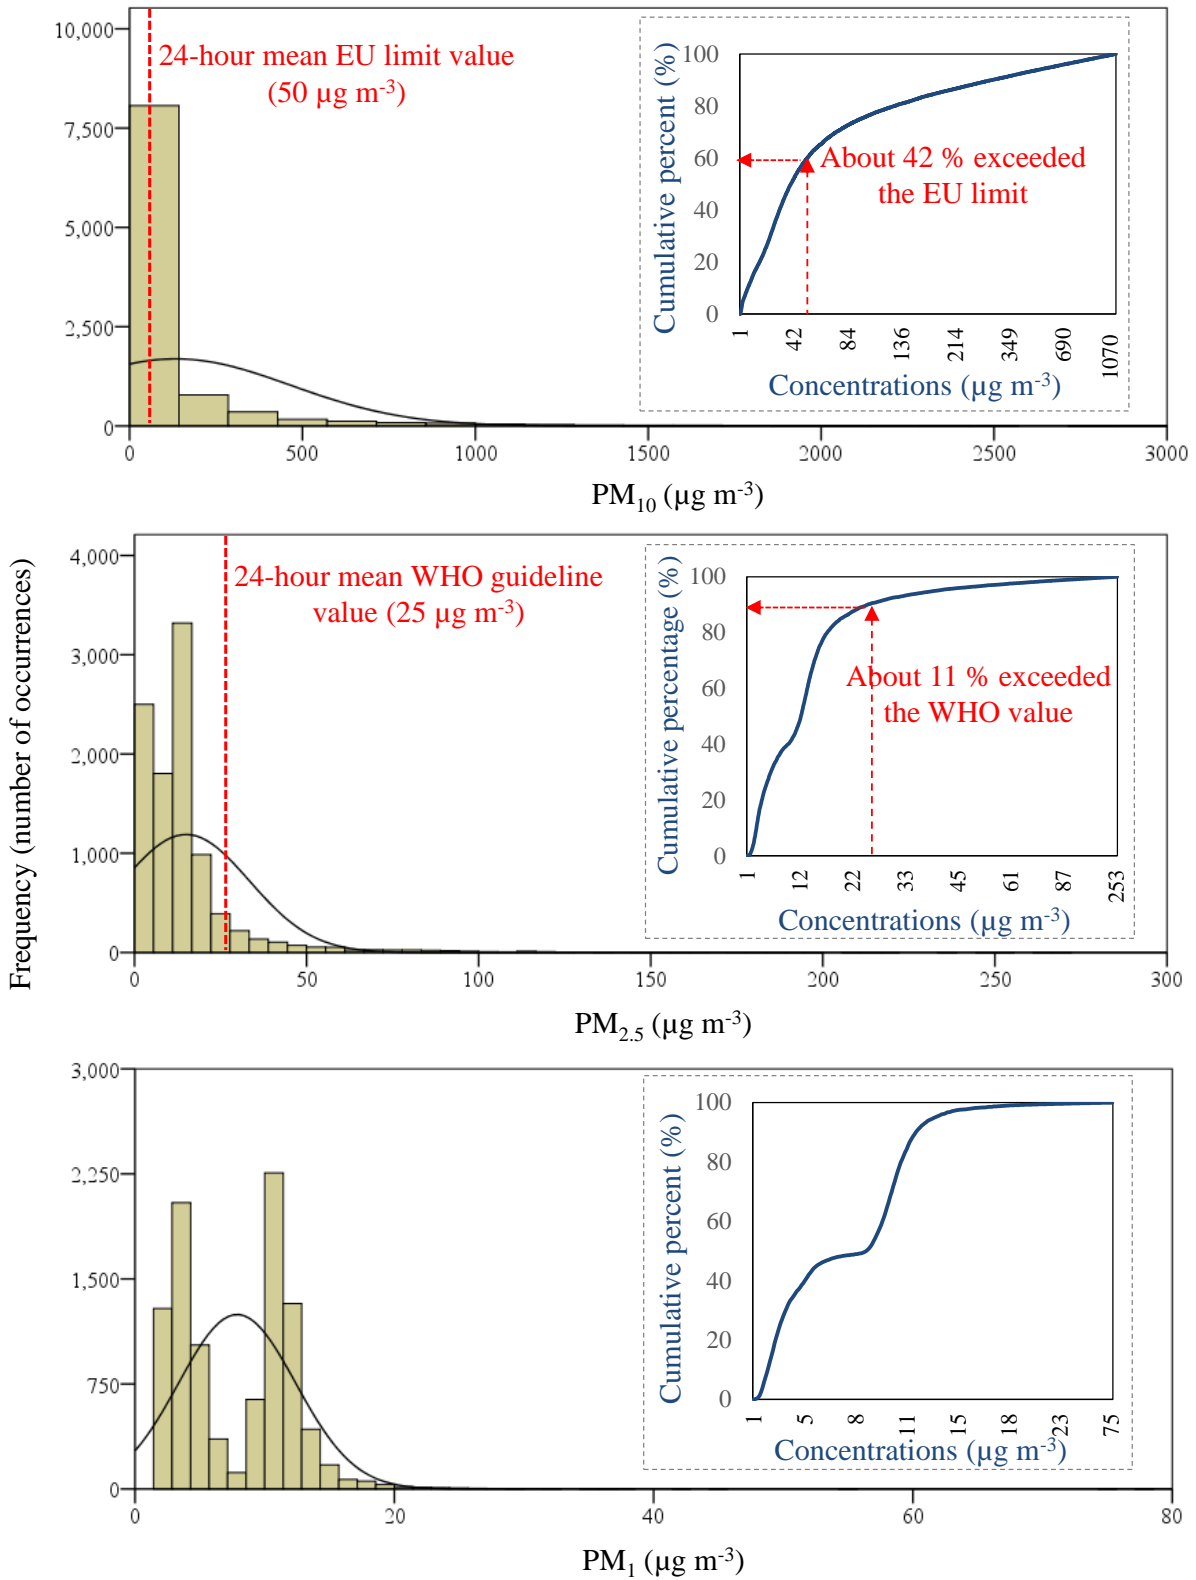 10,000
7,500
5,000
2,500
0
24-hour mean EU limit value
(50 µg m-3)
Cumulative percent (%)
100
80
60
40
20
0
About 42 % exceeded
the EU limit
1 42 84 136 214 349 690 1070
Concentrations (µg m-3)
0 500 1000 1500 2000 2500 3000
PM10 (µg m-3)
Frequency (number of occurrences)
4,000
3,000
2,000
1,000
0
24-hour mean WHO guideline
value (25 µg m-3)
Cumulative percentage (%)
100
80
60
40
20
0
About 11 % exceeded
the WHO value
1 12 22 33 45 61 87 253
Concentrations (µg m-3)
0 50 100 150 200 250 300
PM2.5 (µg m-3)
3,000
2,250
1,500
750
0
Cumulative percent (%)
100
80
60
40
20
0
1 5 8 11 15 18 23 75
Concentrations (µg m-3)
0 20 40 60 80
PM1 (µg m-3)